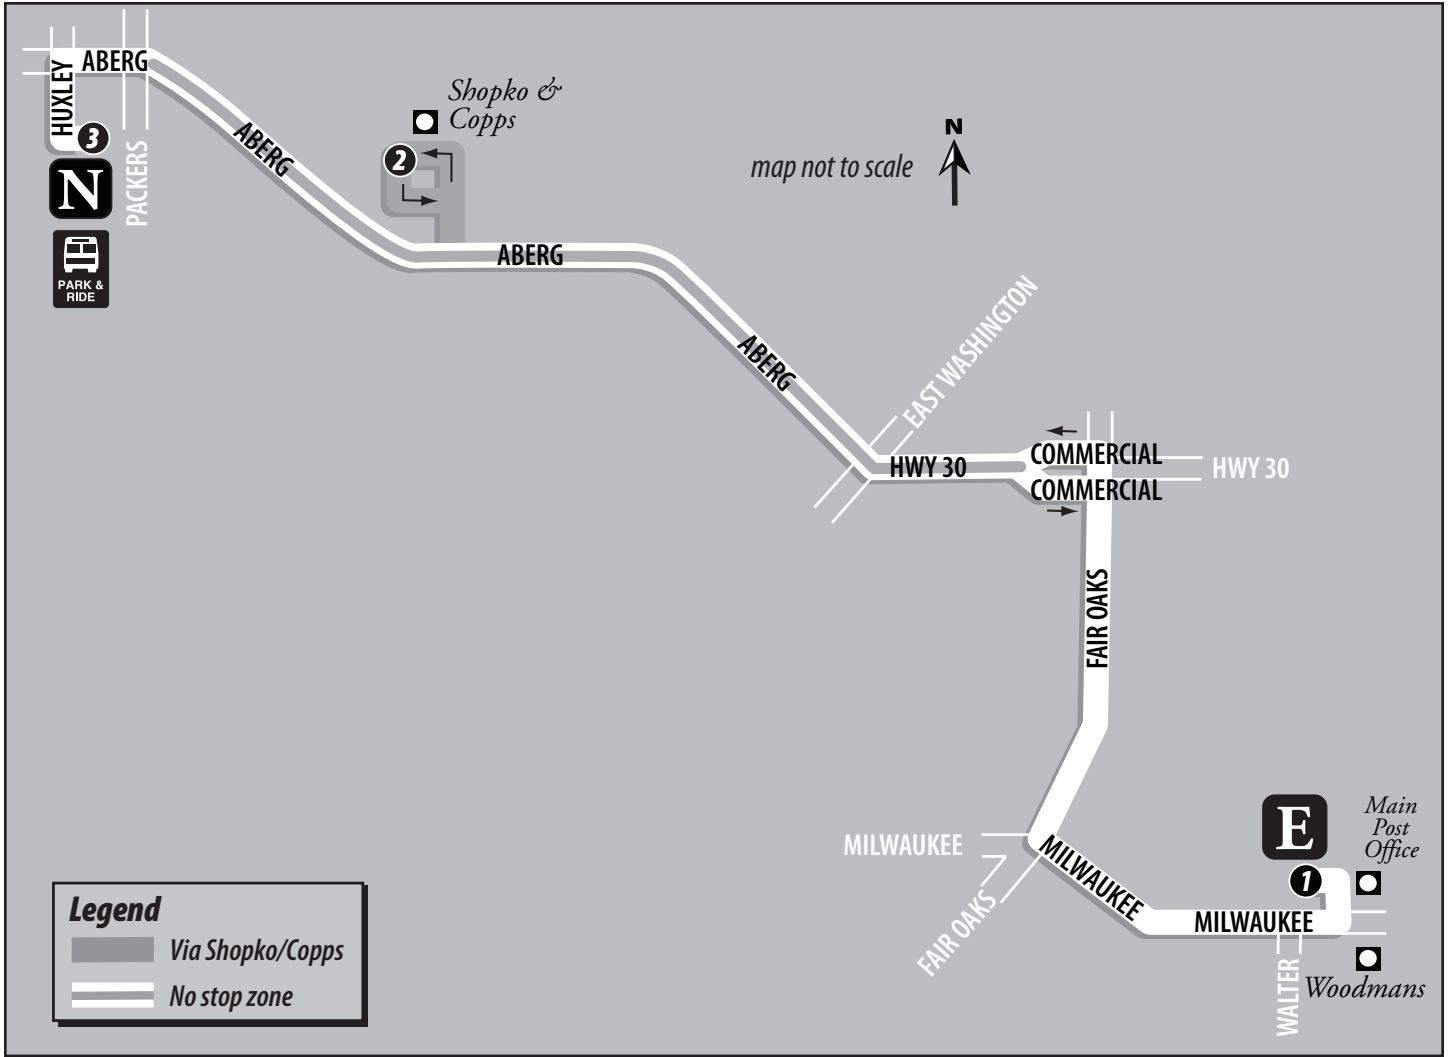 ABERG
HUXLEY
3
N
PARK &
RIDE
PACKERS
ABERG
Shopko &
Copps
2
ABERG
map not to scale
N
ABERG
EAST WASHINGTON
HWY 30
COMMERCIAL
COMMERCIAL
HWY 30
FAIR OAKS
MILWAUKEE
FAIR OAKS
MILWAUKEE
MILWAUKEE
E
1
Main
Post
Office
WALTER
Woodmans
Legend
Via Shopko/Copps
No stop zone